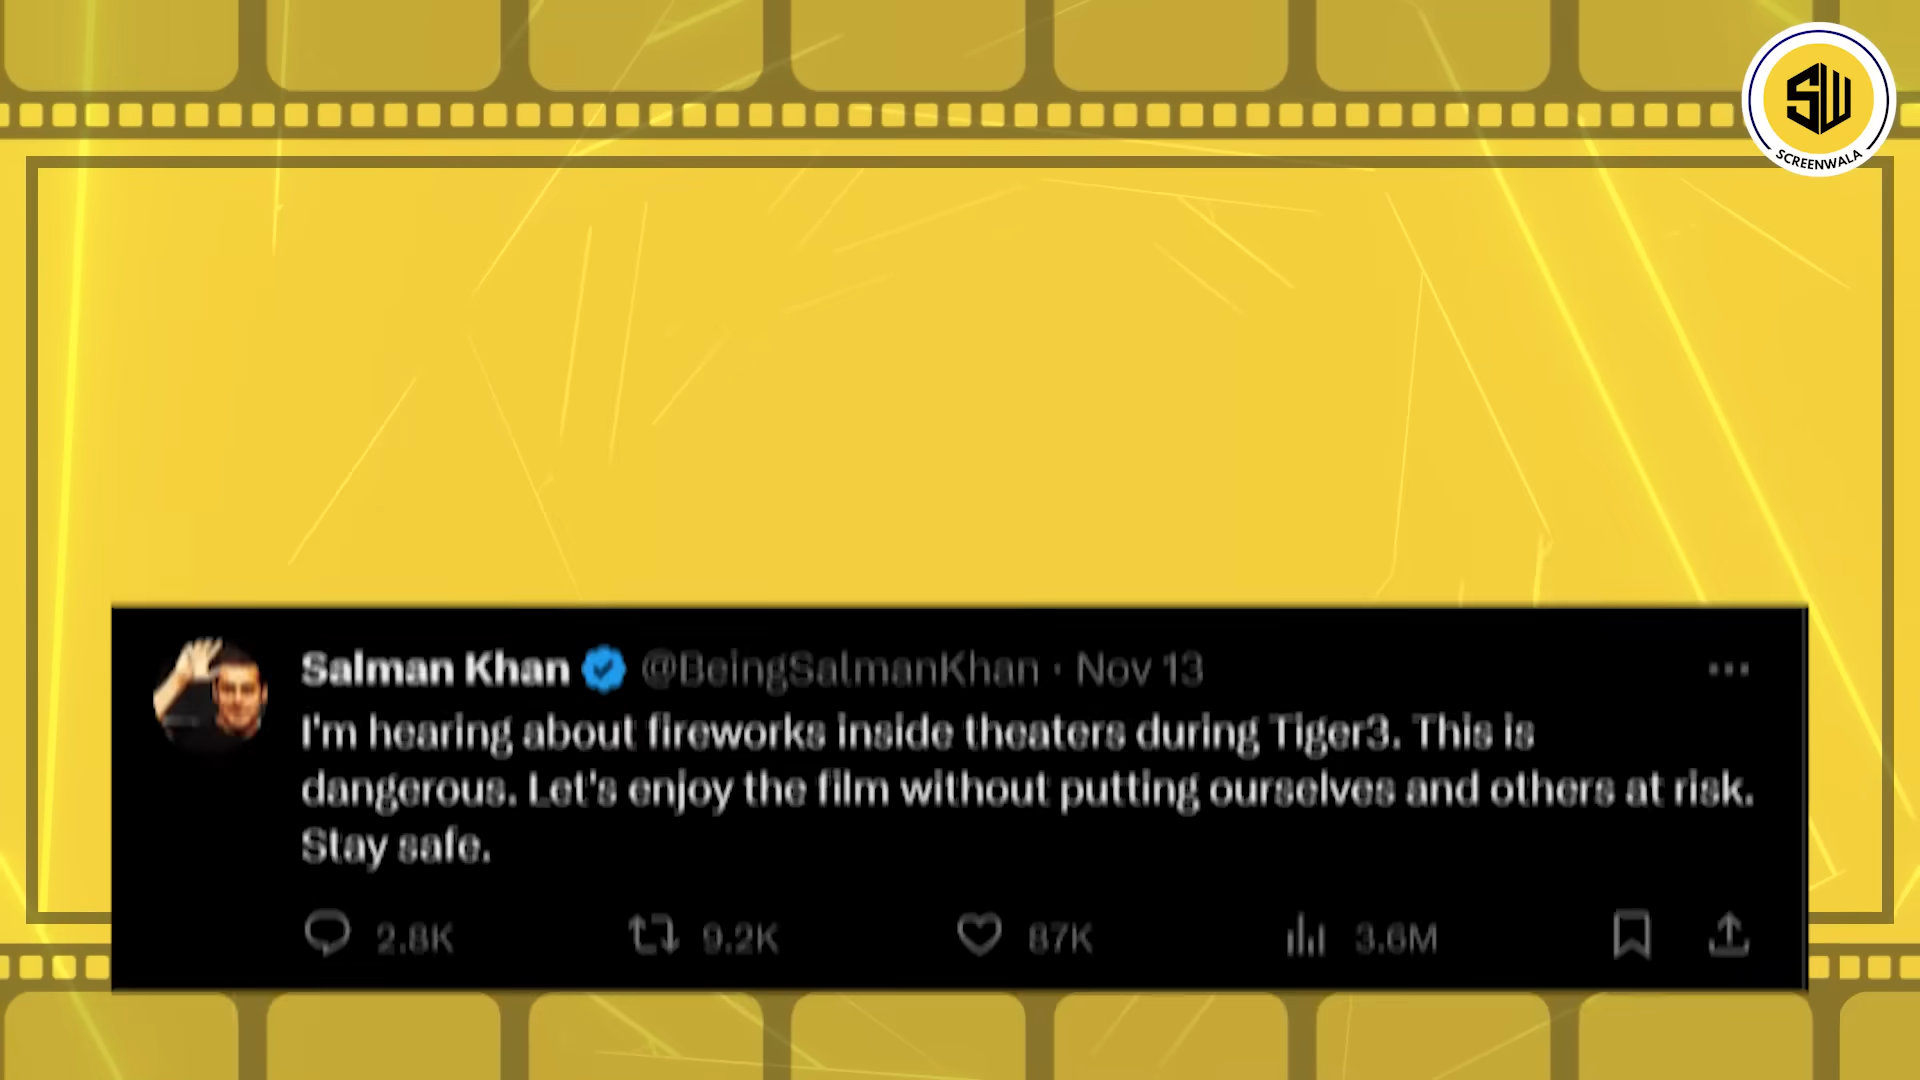 SW
SCREENWALA
Salman Khan @BeingSalmanKhan · Nov 13
I'm hearing about fireworks inside theaters during Tiger3. This is
dangerous. Let's enjoy the film without putting ourselves and others at risk.
Stay safe.
2.8K 9.2K 87K 3.6M